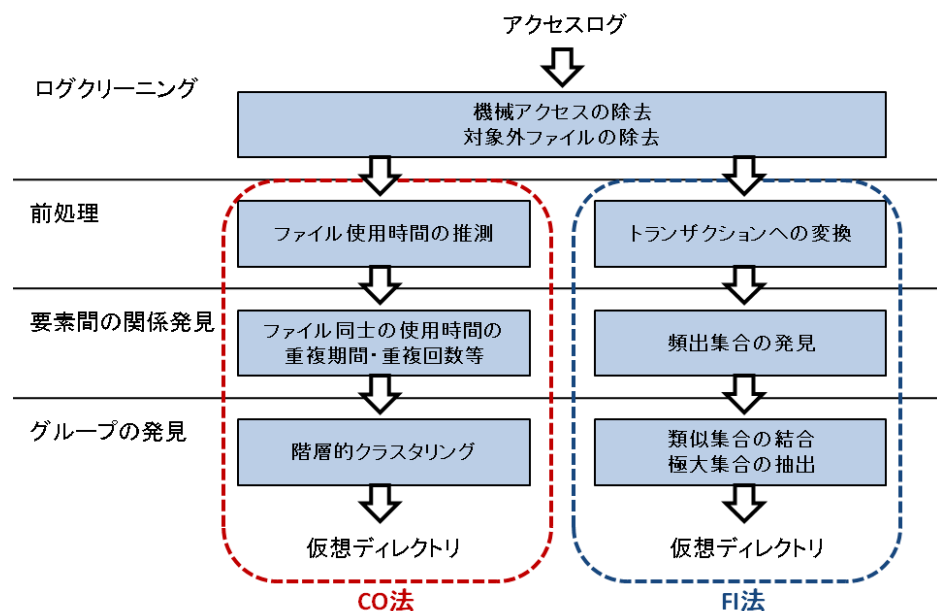 アクセスログ
ログクリーニング
機械アクセスの除去
対象外ファイルの除去
前処理
ファイル使用時間の推測
トランザクションへの変換
要素間の関係発見
ファイル同士の使用時間の
重複期間・重複回数等
頻出集合の発見
グループの発見
階層的クラスタリング
類似集合の結合
極大集合の抽出
仮想ディレクトリ
仮想ディレクトリ
CO法
FI法